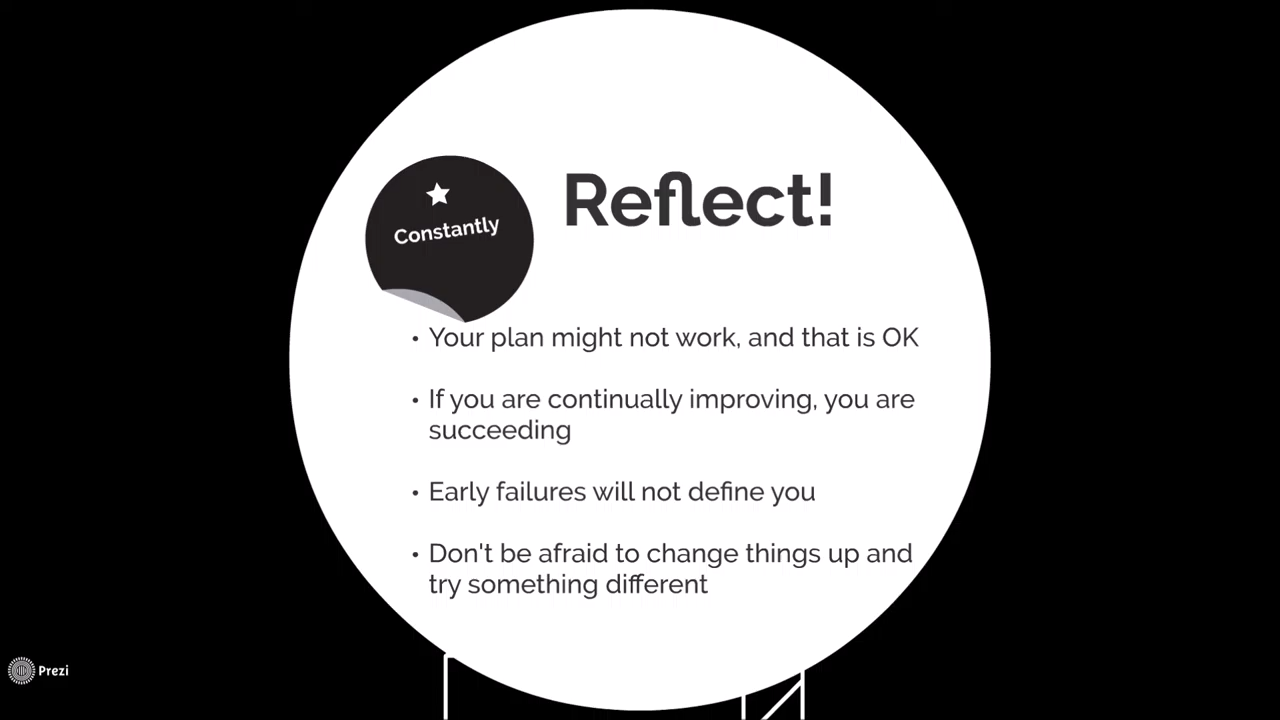 Constantly
Reflect!
• Your plan might not work, and that is OK
• If you are continually improving, you are
succeeding
• Early failures will not define you
• Don't be afraid to change things up and
try something different
Prezi